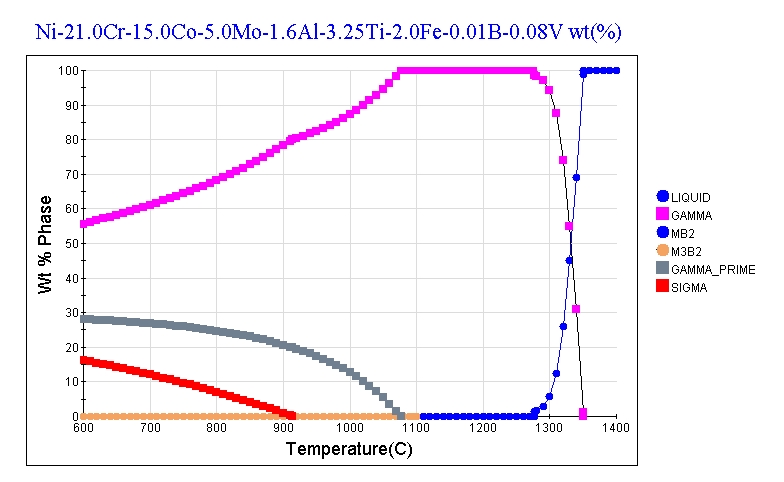 Ni-21.0Cr-15.0Co-5.0Mo-1.6Al-3.25Ti-2.0Fe-0.01B-0.08V wt(%)
100
90
80
70
60
50
40
30
20
10
0
Wt % Phase
600 700 800 900 1000 1100 1200 1300 1400
Temperature(C)
LIQUID
GAMMA
MB2
M3B2
GAMMA_PRIME
SIGMA